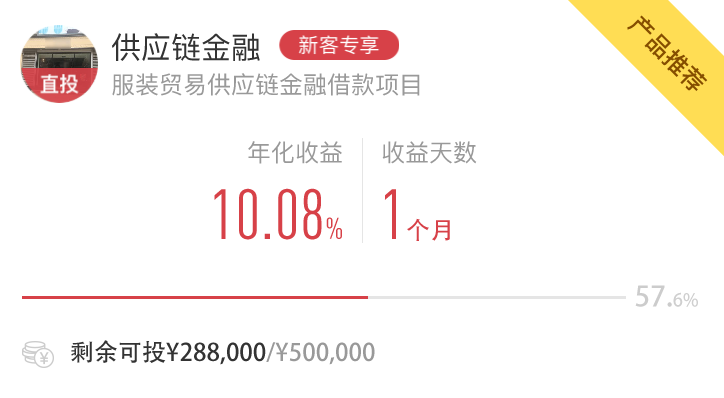 供应链金融 新客专享
产品推荐
直投
服装贸易供应链金融借款项目
年化收益 收益天数
10.08% 1个月
57.6%
剩余可投¥288,000/¥500,000